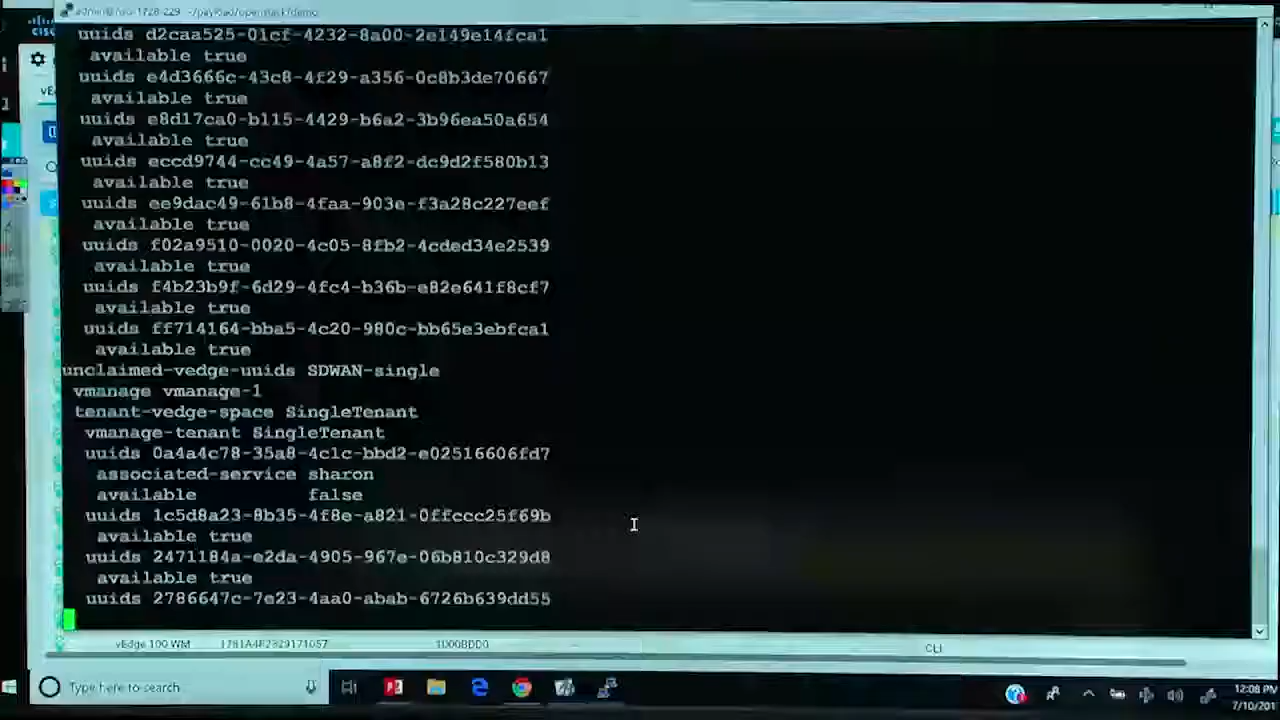 uuids d2caa525-01cf-4232-8a00-2e149e14fca1
available true
uuids e4d3666c-43c8-4f29-a356-0c8b3de70667
available true
uuids e8d17ca0-b115-4429-b6a2-3b96ea50a654
available true
uuids eccd9744-cc49-4a57-a8f2-dc9d2f580b13
available true
uuids ee9dac49-61b8-4faa-903e-f3a28c227eef
available true
uuids f02a9510-0020-4c05-8fb2-4cded34e2539
available true
uuids f4b23b9f-6d29-4fc4-b36b-e82e641f8cf7
available true
uuids ff714164-bba5-4c20-980c-bb65e3ebfca1
available true
unclaimed-vedge-uuids SDWAN-single
vmanage vmanage-1
tenant-vedge-space SingleTenant
vmanage-tenant SingleTenant
uuids 0a4a4c78-35a8-4c1c-bbd2-e02516606fd7
associated-service sharon
available false
uuids 1c5d8a23-8b35-4f8e-a821-0ffccc25f69b
available true
uuids 2471184a-e2da-4905-967e-06b810c329d8
available true
uuids 2786647c-7e23-4aa0-abab-6726b639dd55
vEdge 100 WM
CLI
Type here to search
12:08 PM
7/10/201